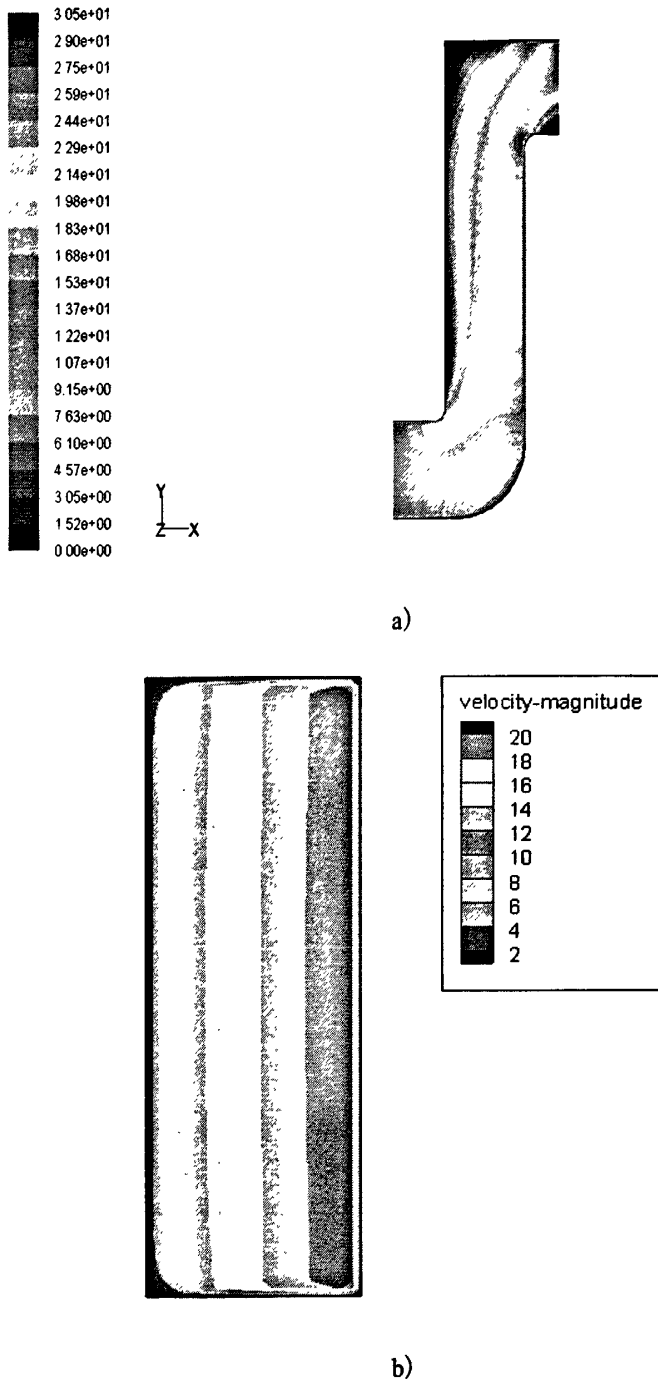 3 05e+01
2 90e+01
2 75e+01
2 59e+01
2 44e+01
2 29e+01
2 14e+01
1 98e+01
1 83e+01
1 68e+01
1 53e+01
1 37e+01
1 22e+01
1 07e+01
9.15e+00
7 63e+00
6 10e+00
4 57e+00
3 05e+00
1 52e+00
0 00e+00
Y
Z X
a)
velocity-magnitude
20
18
16
14
12
10
8
6
4
2
b)